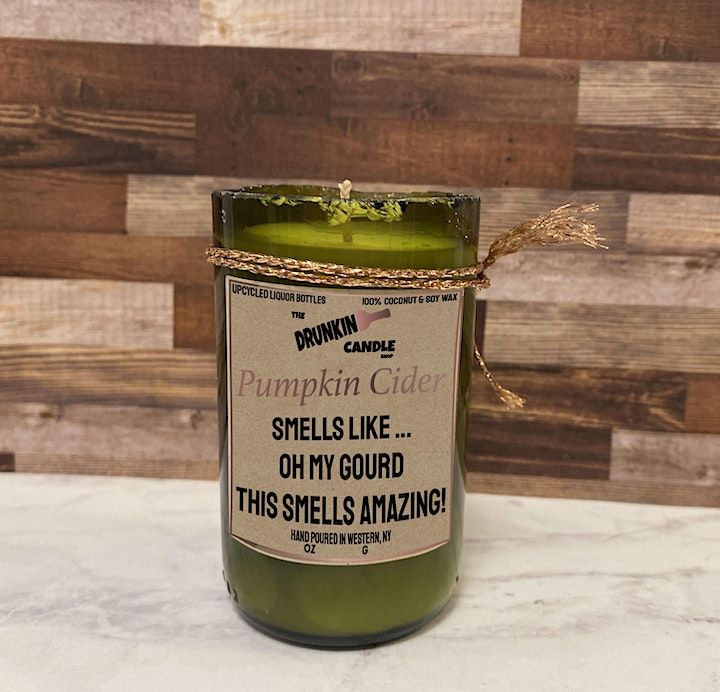 UPCYCLED LIQUOR BOTTLES 100% COCONUT & SOY WAX
THE
DRUNKIN
CANDLE
SHOP
Pumpkin Cider
SMELLS LIKE ...
OH MY GOURD
THIS SMELLS AMAZING!
HAND POURED IN WESTERN, NY
OZ G